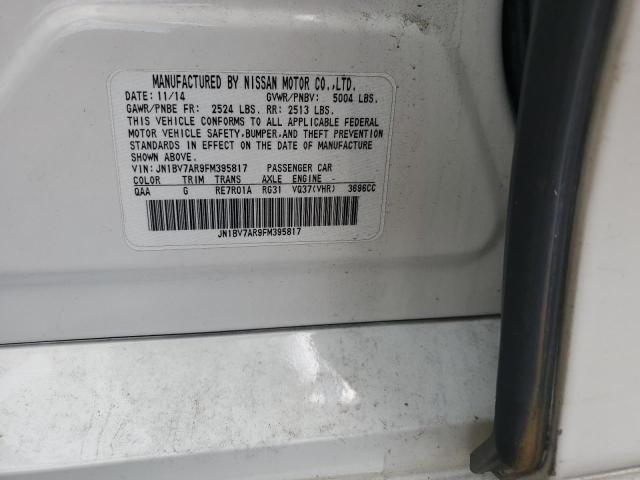 MANUFACTURED BY NISSAN MOTOR CO.,LTD.
DATE: 11/14 GVWR/PNBV: 5004 LBS.
GAWR/PNBE FR: 2524 LBS. RR: 2513 LBS.
THIS VEHICLE CONFORMS TO ALL APPLICABLE FEDERAL
MOTOR VEHICLE SAFETY,BUMPER,AND THEFT PREVENTION
STANDARDS IN EFFECT ON THE DATE OF MANUFACTURE
SHOWN ABOVE.
VIN: JN1BV7AR9FM395817 PASSENGER CAR
COLOR TRIM TRANS AXLE ENGINE
QAA G RE7R01A RG31 VQ37(VHR) 3696CC
JN1BV7AR9FM395817